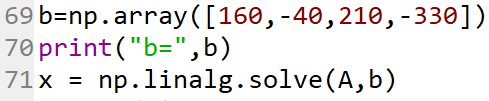 69 b=np.array([160,-40,210,-330])
70 print("b=",b)
71 x = np.linalg.solve(A,b)